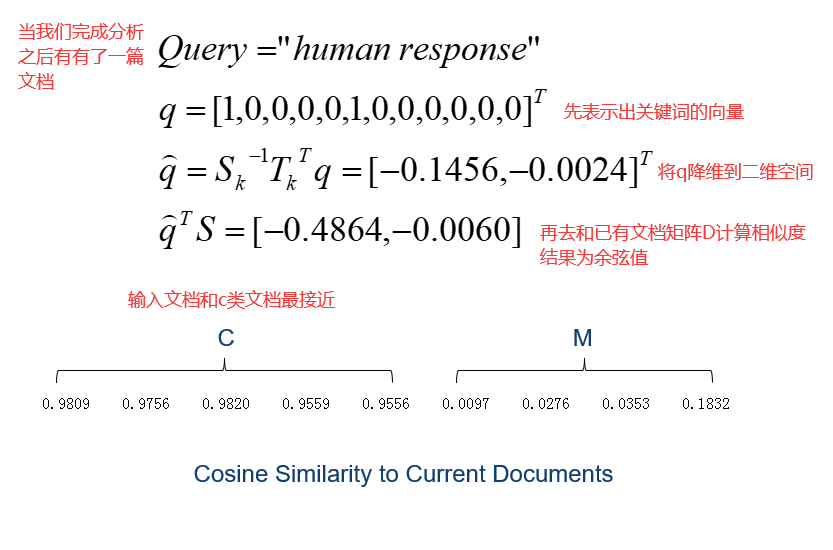 当我们完成分析
之后有有了一篇
文档
Query ="human response"
q = [1,0,0,0,0,1,0,0,0,0,0,0]^T 先表示出关键词的向量
q̂ = S_k^{-1} T_k^T q = [−0.1456,−0.0024]^T 将q降维到二维空间
q̂^T S = [−0.4864,−0.0060] 再去和已有文档矩阵D计算相似度
结果为余弦值
输入文档和c类文档最接近
C M
0.9809 0.9756 0.9820 0.9559 0.9556 0.0097 0.0276 0.0353 0.1832
Cosine Similarity to Current Documents